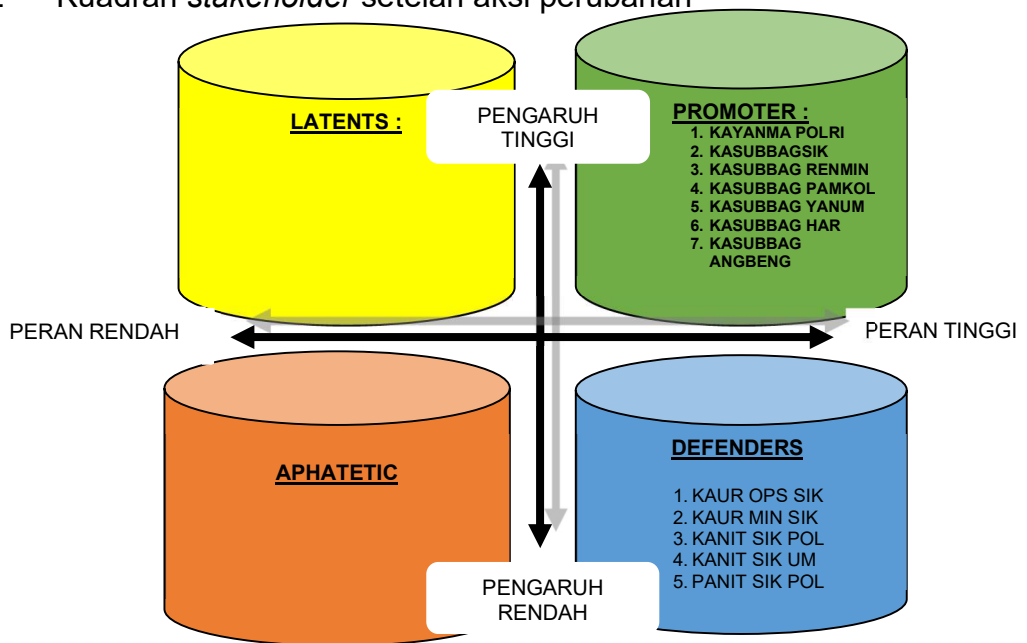 Kuadran stakeholder setelah aksi perubahan
LATENTS :
PENGARUH
TINGGI
PROMOTER :
1. KAYANMA POLRI
2. KASUBBAGSIK
3. KASUBBAG RENMIN
4. KASUBBAG PAMKOL
5. KASUBBAG YANUM
6. KASUBBAG HAR
7. KASUBBAG
ANGBENG
PERAN RENDAH
PERAN TINGGI
APHATETIC
DEFENDERS
1. KAUR OPS SIK
2. KAUR MIN SIK
3. KANIT SIK POL
4. KANIT SIK UM
5. PANIT SIK POL
PENGARUH
RENDAH